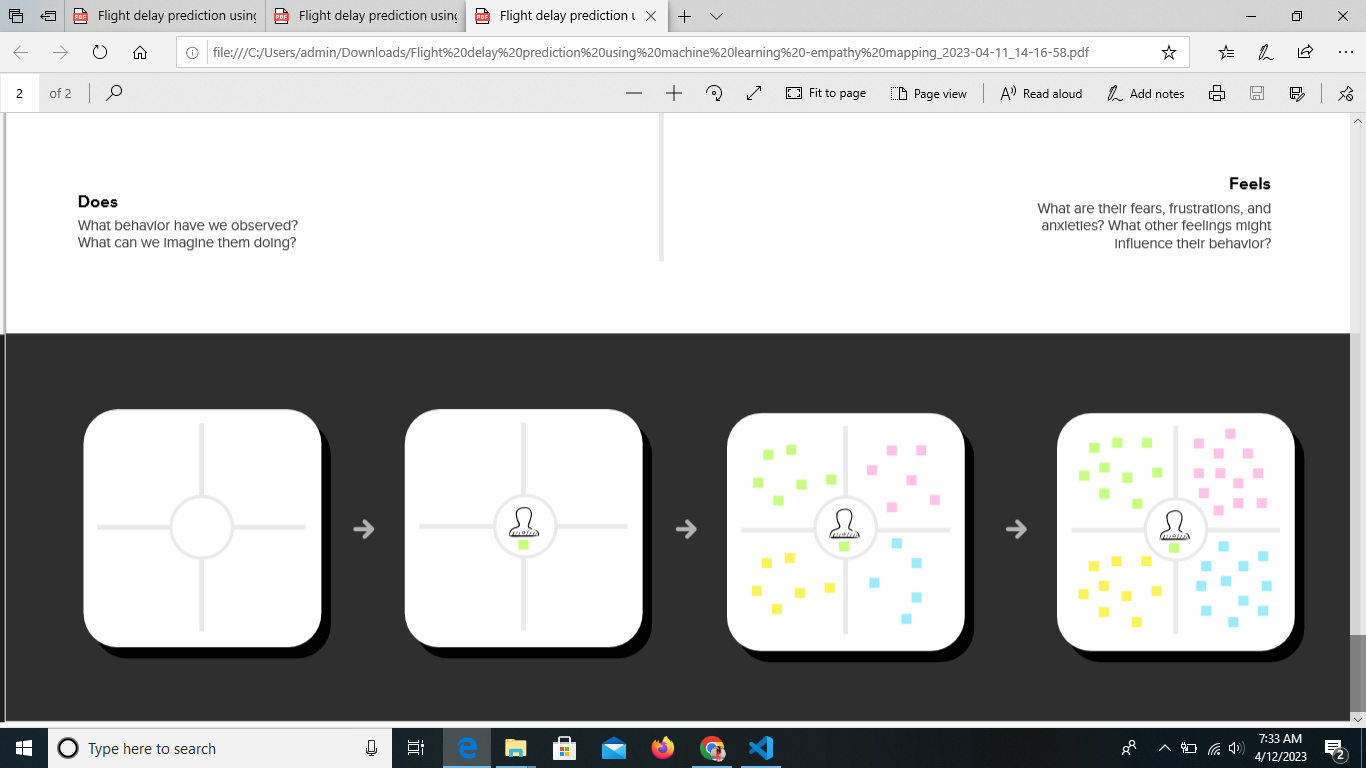 Flight delay prediction using
Flight delay prediction using
Flight delay prediction u
file:///C:/Users/admin/Downloads/Flight%20delay%20prediction%20using%20machine%20learning%20-empathy%20mapping_2023-04-11_14-16-58.pdf
2 of 2
Fit to page
Page view
Read aloud
Add notes
Does
What behavior have we observed?
What can we imagine them doing?
Feels
What are their fears, frustrations, and
anxieties? What other feelings might
influence their behavior?
Type here to search
7:33 AM
4/12/2023
2